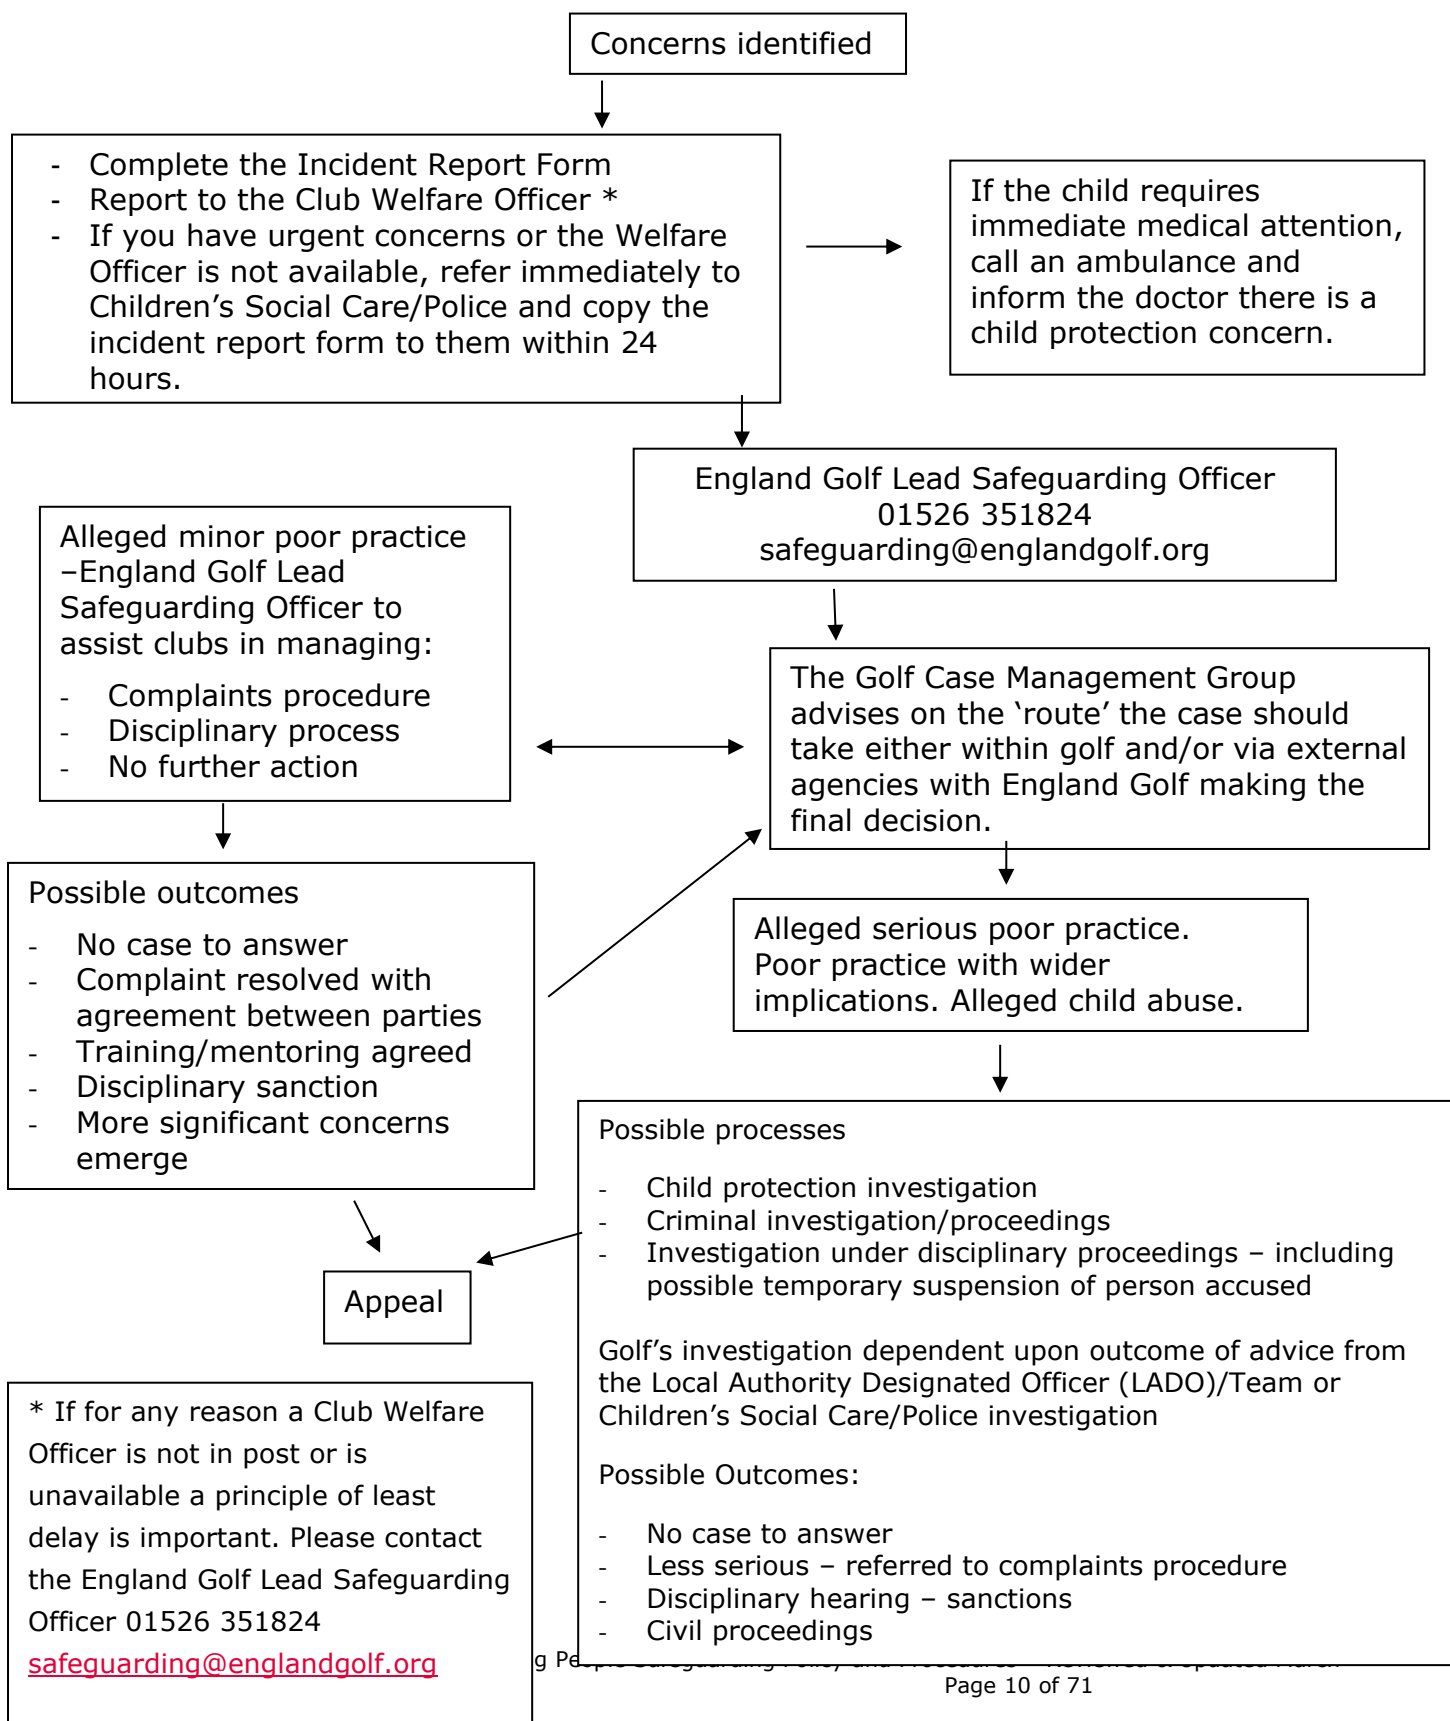 Concerns identified
- Complete the Incident Report Form
- Report to the Club Welfare Officer *
- If you have urgent concerns or the Welfare
Officer is not available, refer immediately to
Children’s Social Care/Police and copy the
incident report form to them within 24
hours.
If the child requires
immediate medical attention,
call an ambulance and
inform the doctor there is a
child protection concern.
England Golf Lead Safeguarding Officer
01526 351824
safeguarding@englandgolf.org
Alleged minor poor practice
–England Golf Lead
Safeguarding Officer to
assist clubs in managing:
- Complaints procedure
- Disciplinary process
- No further action
The Golf Case Management Group
advises on the ‘route’ the case should
take either within golf and/or via external
agencies with England Golf making the
final decision.
Possible outcomes
- No case to answer
- Complaint resolved with
agreement between parties
- Training/mentoring agreed
- Disciplinary sanction
- More significant concerns
emerge
Alleged serious poor practice.
Poor practice with wider
implications. Alleged child abuse.
Possible processes
- Child protection investigation
- Criminal investigation/proceedings
- Investigation under disciplinary proceedings – including
possible temporary suspension of person accused
Golf’s investigation dependent upon outcome of advice from
the Local Authority Designated Officer (LADO)/Team or
Children’s Social Care/Police investigation
Possible Outcomes:
- No case to answer
- Less serious – referred to complaints procedure
- Disciplinary hearing – sanctions
- Civil proceedings
Appeal
* If for any reason a Club Welfare
Officer is not in post or is
unavailable a principle of least
delay is important. Please contact
the England Golf Lead Safeguarding
Officer 01526 351824
safeguarding@englandgolf.org
g People Safeguarding Policy and Procedures
Page 10 of 71